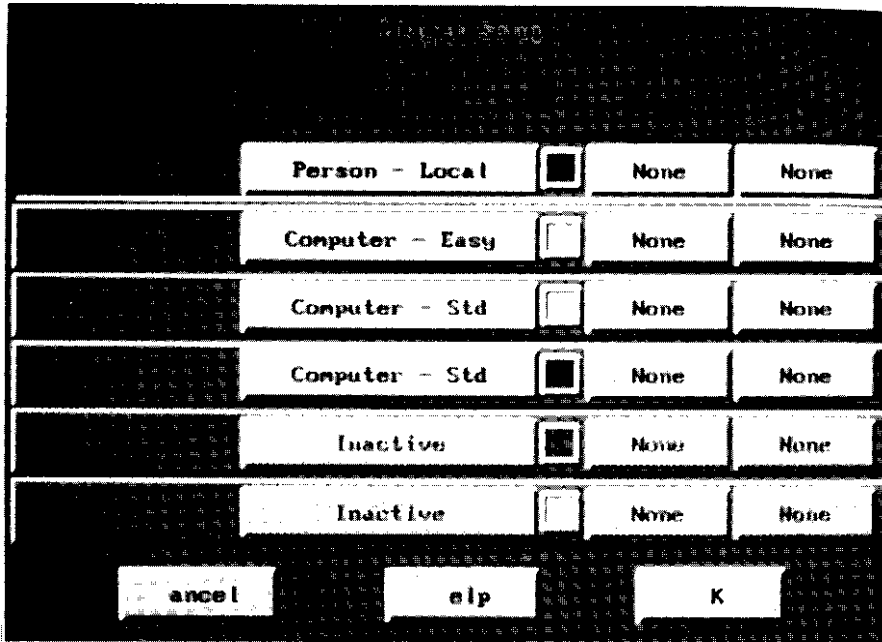 Person - Local None None
Computer - Easy None None
Computer - Std None None
Computer - Std None None
Inactive None None
Inactive None None
ancel elp K